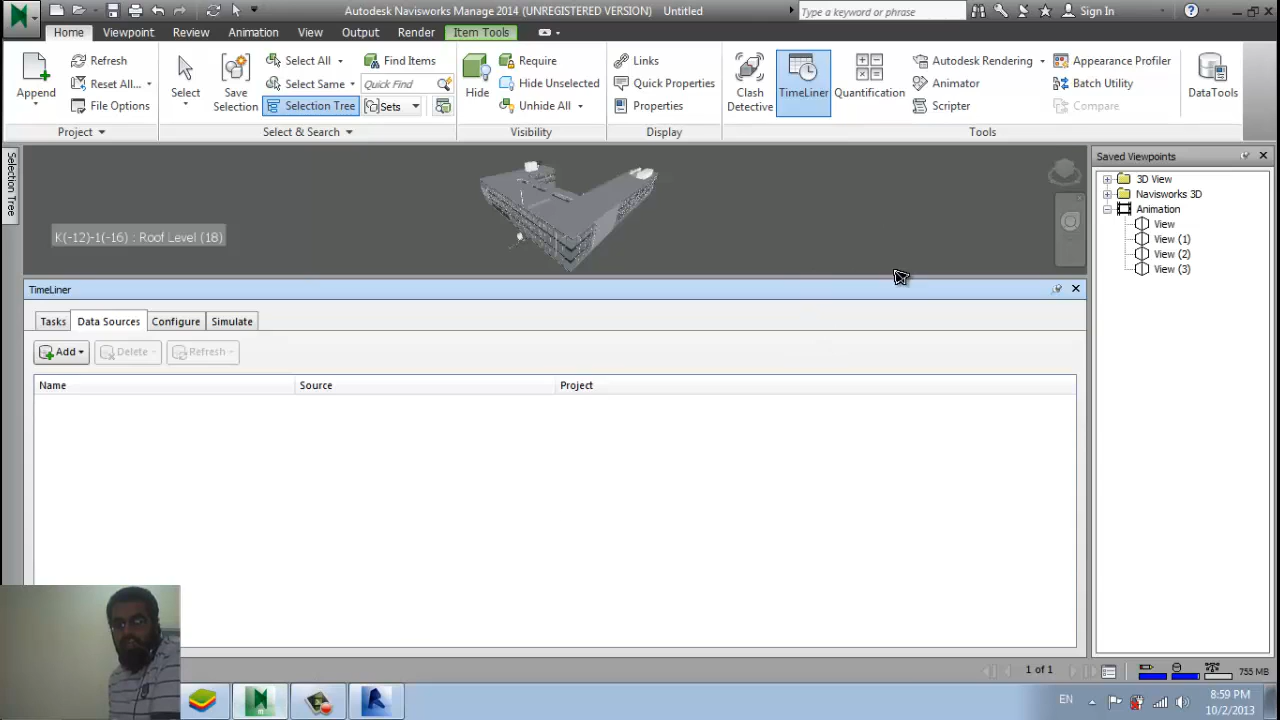 Autodesk Navisworks Manage 2014 (UNREGISTERED VERSION) Untitled
Type a keyword or phrase
Sign In
Home Viewpoint Review Animation View Output Render Item Tools
Append
Refresh
Reset All...
File Options
Project
Select
Save Selection
Select All
Select Same
Selection Tree
Find Items
Quick Find
Sets
Select & Search
Hide
Require
Hide Unselected
Unhide All
Visibility
Links
Quick Properties
Properties
Display
Clash Detective
TimeLiner
Quantification
Autodesk Rendering
Animator
Scripter
Appearance Profiler
Batch Utility
Compare
DataTools
Tools
Selection Tree
K(-12)-1(-16) : Roof Level (18)
Saved Viewpoints
3D View
Navisworks 3D
Animation
View
View (1)
View (2)
View (3)
TimeLiner
Tasks Data Sources Configure Simulate
Add Delete Refresh
Name Source Project
1 of 1
755 MB
EN
8:59 PM
10/2/2013